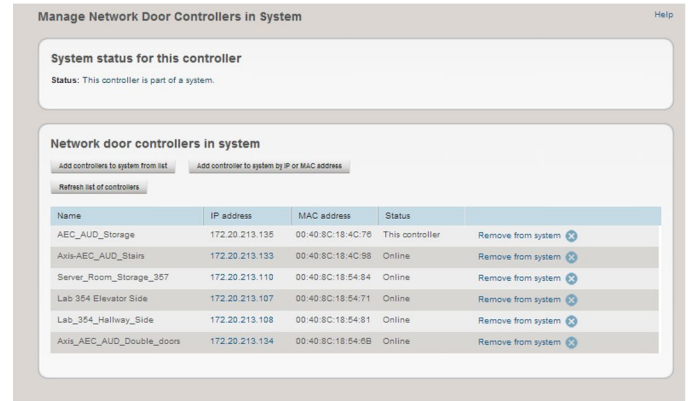 Manage Network Door Controllers in System
Help
System status for this controller
Status: This controller is part of a system.
Network door controllers in system
Add controllers to system from list Add controller to system by IP or MAC address
Refresh list of controllers
Name IP address MAC address Status
AEC_AUD_Storage 172.20.213.135 00:40:8C:18:4C:76 This controller Remove from system
Axis-AEC_AUD_Stairs 172.20.213.133 00:40:8C:18:4C:98 Online Remove from system
Server_Room_Storage_357 172.20.213.110 00:40:8C:18:54:84 Online Remove from system
Lab 354 Elevator Side 172.20.213.107 00:40:8C:18:54:71 Online Remove from system
Lab_354_Hallway_Side 172.20.213.108 00:40:8C:18:54:81 Online Remove from system
Axis_AEC_AUD_Double_doors 172.20.213.134 00:40:8C:18:54:6B Online Remove from system